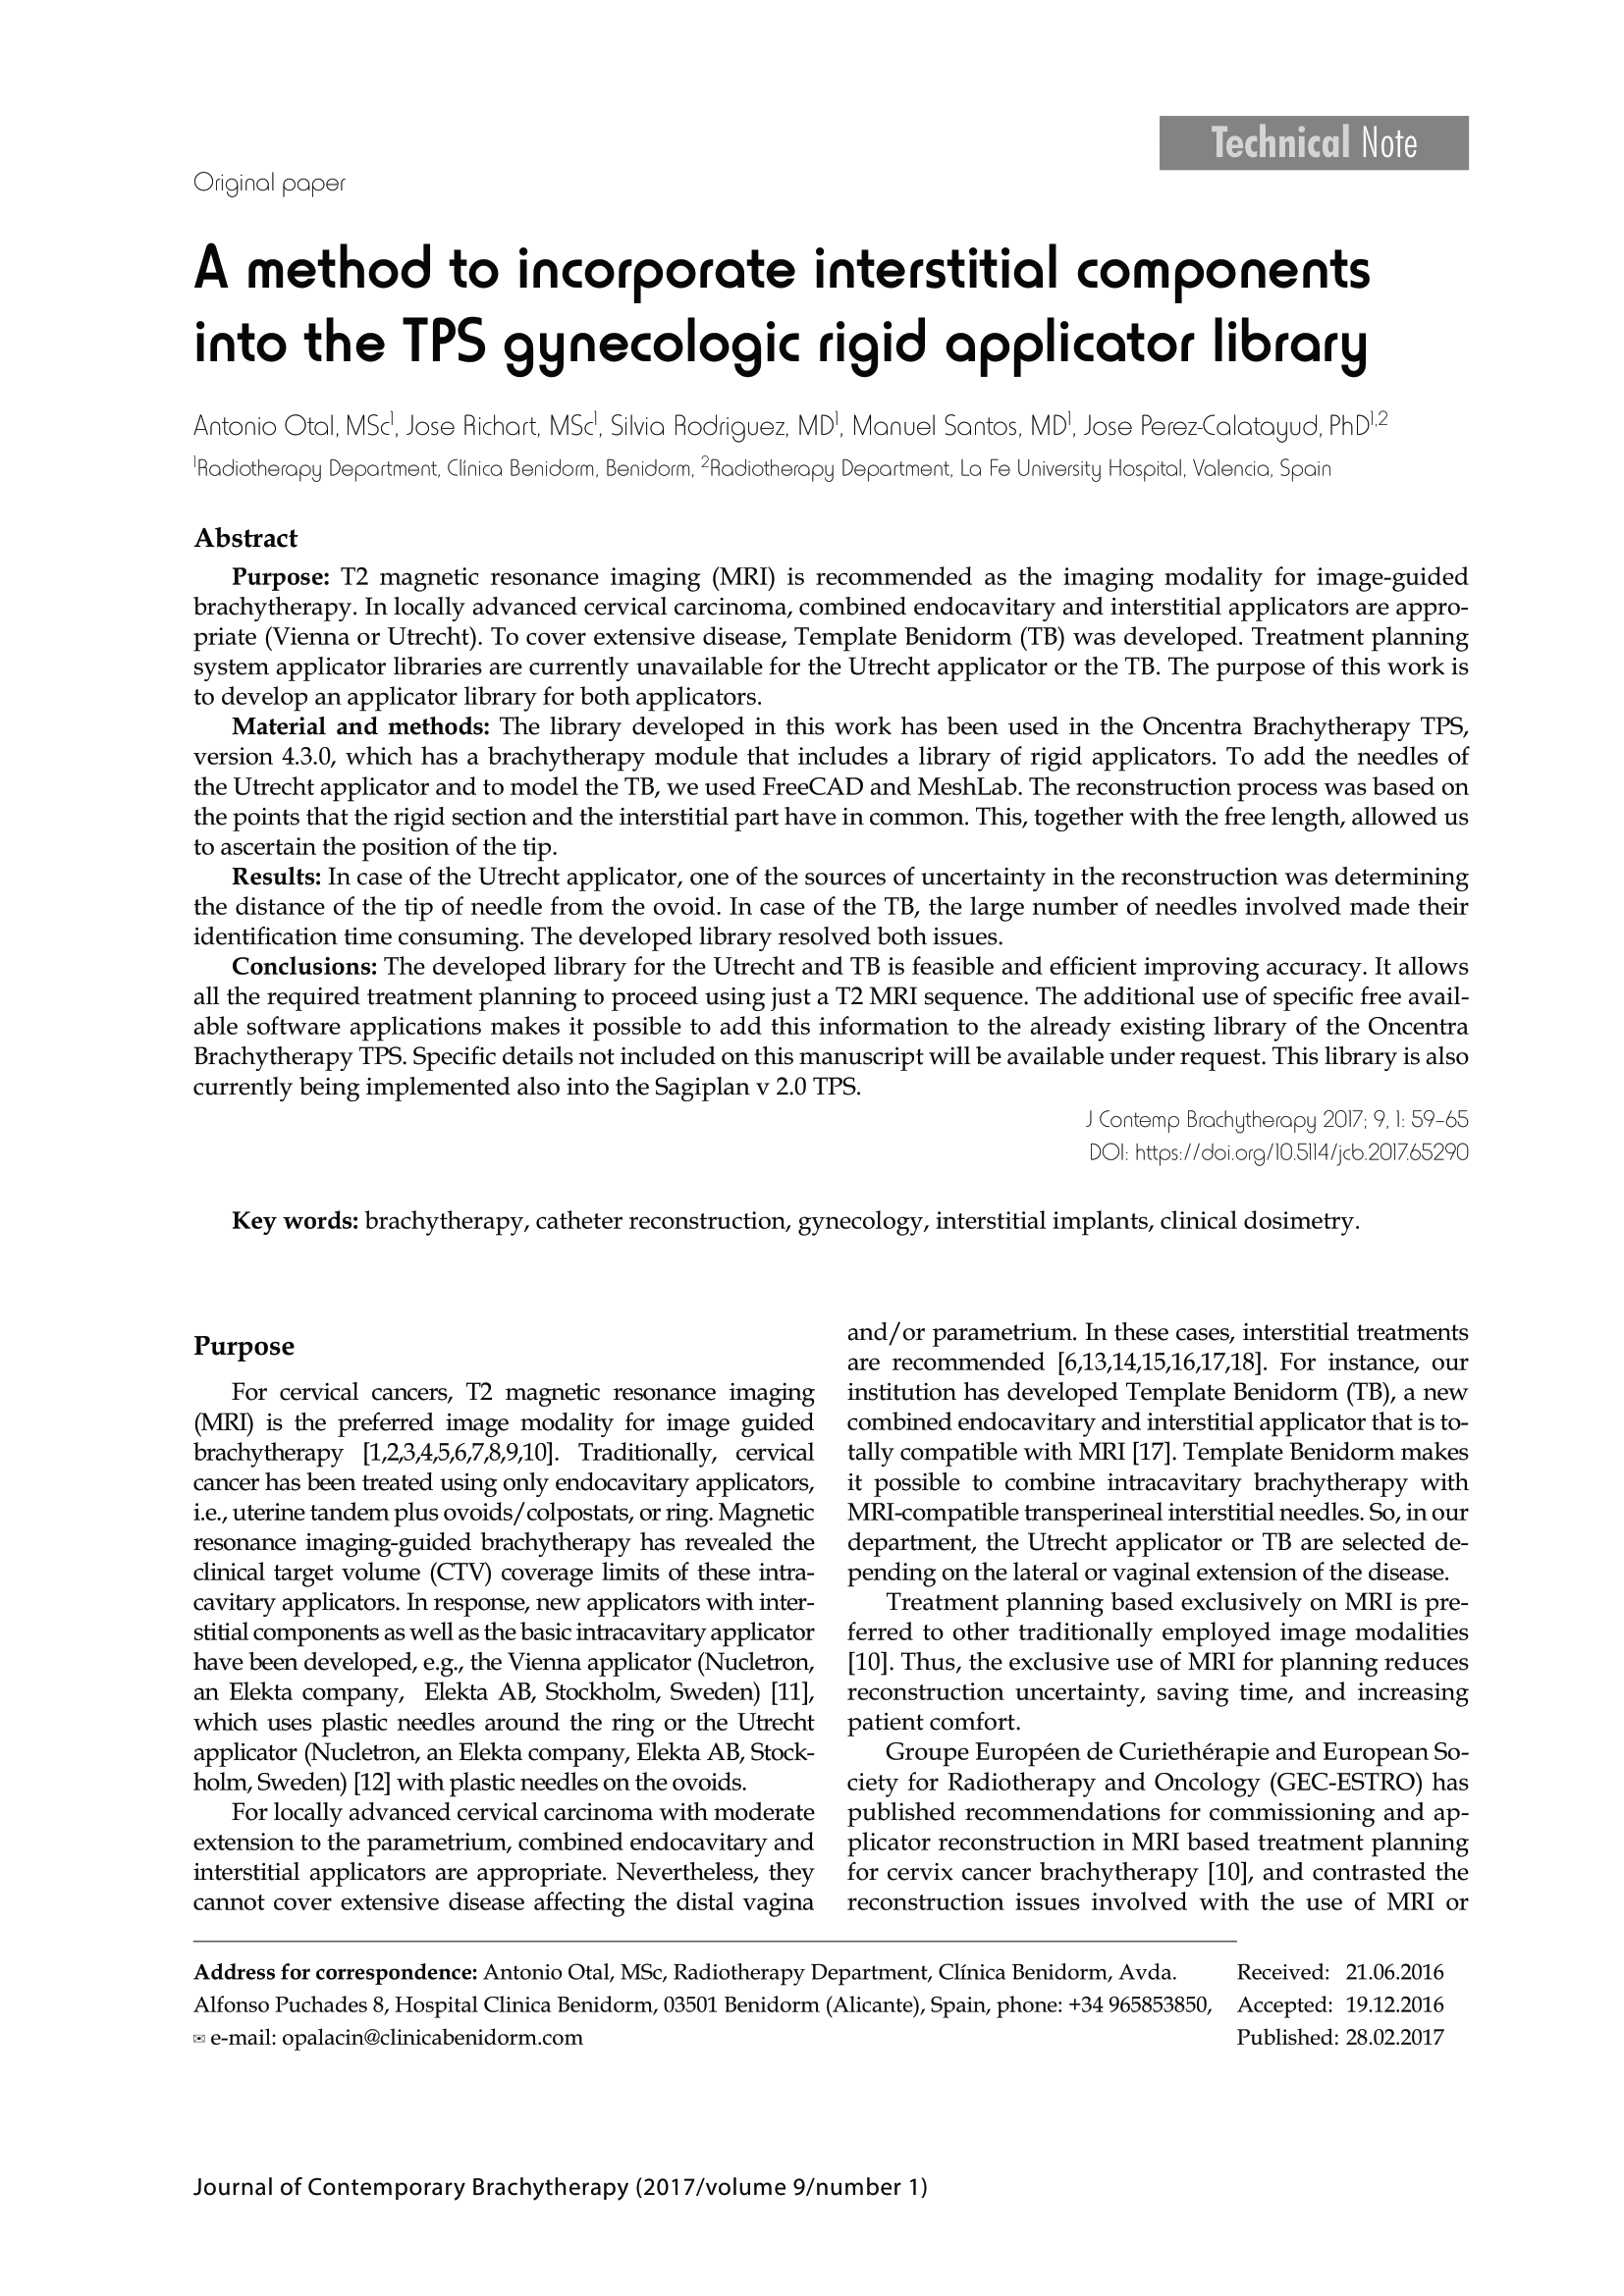 Technical Note
Original paper
A method to incorporate interstitial components
into the TPS gynecologic rigid applicator library
Antonio Otal, MSc1, Jose Richart, MSc1, Silvia Rodriguez, MD1, Manuel Santos, MD1, Jose Perez-Calatayud, PhD1,2
1Radiotherapy Department, Clínica Benidorm, Benidorm, 2Radiotherapy Department, La Fe University Hospital, Valencia, Spain
Abstract
Purpose: T2 magnetic resonance imaging (MRI) is recommended as the imaging modality for image-guided
brachytherapy. In locally advanced cervical carcinoma, combined endocavitary and interstitial applicators are appro-
priate (Vienna or Utrecht). To cover extensive disease, Template Benidorm (TB) was developed. Treatment planning
system applicator libraries are currently unavailable for the Utrecht applicator or the TB. The purpose of this work is
to develop an applicator library for both applicators.
Material and methods: The library developed in this work has been used in the Oncentra Brachytherapy TPS,
version 4.3.0, which has a brachytherapy module that includes a library of rigid applicators. To add the needles of
the Utrecht applicator and to model the TB, we used FreeCAD and MeshLab. The reconstruction process was based on
the points that the rigid section and the interstitial part have in common. This, together with the free length, allowed us
to ascertain the position of the tip.
Results: In case of the Utrecht applicator, one of the sources of uncertainty in the reconstruction was determining
the distance of the tip of needle from the ovoid. In case of the TB, the large number of needles involved made their
identification time consuming. The developed library resolved both issues.
Conclusions: The developed library for the Utrecht and TB is feasible and efficient improving accuracy. It allows
all the required treatment planning to proceed using just a T2 MRI sequence. The additional use of specific free avail-
able software applications makes it possible to add this information to the already existing library of the Oncentra
Brachytherapy TPS. Specific details not included on this manuscript will be available under request. This library is also
currently being implemented also into the Sagiplan v 2.0 TPS.
J Contemp Brachytherapy 2017; 9, 1: 59–65
DOI: https://doi.org/10.5114/jcb.2017.65290
Key words: brachytherapy, catheter reconstruction, gynecology, interstitial implants, clinical dosimetry.
Purpose
For cervical cancers, T2 magnetic resonance imaging
(MRI) is the preferred image modality for image guided
brachytherapy [1,2,3,4,5,6,7,8,9,10]. Traditionally, cervical
cancer has been treated using only endocavitary applicators,
i.e., uterine tandem plus ovoids/colpostats, or ring. Magnetic
resonance imaging-guided brachytherapy has revealed the
clinical target volume (CTV) coverage limits of these intra-
cavitary applicators. In response, new applicators with inter-
stitial components as well as the basic intracavitary applicator
have been developed, e.g., the Vienna applicator (Nucletron,
an Elekta company, Elekta AB, Stockholm, Sweden) [11],
which uses plastic needles around the ring or the Utrecht
applicator (Nucletron, an Elekta company, Elekta AB, Stock-
holm, Sweden) [12] with plastic needles on the ovoids.
For locally advanced cervical carcinoma with moderate
extension to the parametrium, combined endocavitary and
interstitial applicators are appropriate. Nevertheless, they
cannot cover extensive disease affecting the distal vagina
and/or parametrium. In these cases, interstitial treatments
are recommended [6,13,14,15,16,17,18]. For instance, our
institution has developed Template Benidorm (TB), a new
combined endocavitary and interstitial applicator that is to-
tally compatible with MRI [17]. Template Benidorm makes
it possible to combine intracavitary brachytherapy with
MRI-compatible transperineal interstitial needles. So, in our
department, the Utrecht applicator or TB are selected de-
pending on the lateral or vaginal extension of the disease.
Treatment planning based exclusively on MRI is pre-
ferred to other traditionally employed image modalities
[10]. Thus, the exclusive use of MRI for planning reduces
reconstruction uncertainty, saving time, and increasing
patient comfort.
Groupe Européen de Curiethérapie and European So-
ciety for Radiotherapy and Oncology (GEC-ESTRO) has
published recommendations for commissioning and ap-
plicator reconstruction in MRI based treatment planning
for cervix cancer brachytherapy [10], and contrasted the
reconstruction issues involved with the use of MRI or
Address for correspondence: Antonio Otal, MSc, Radiotherapy Department, Clínica Benidorm, Avda.
Alfonso Puchades 8, Hospital Clinica Benidorm, 03501 Benidorm (Alicante), Spain, phone: +34 965853850,
✉ e-mail: opalacin@clinicabenidorm.com
Received: 21.06.2016
Accepted: 19.12.2016
Published: 28.02.2017
Journal of Contemporary Brachytherapy (2017/volume 9/number 1)